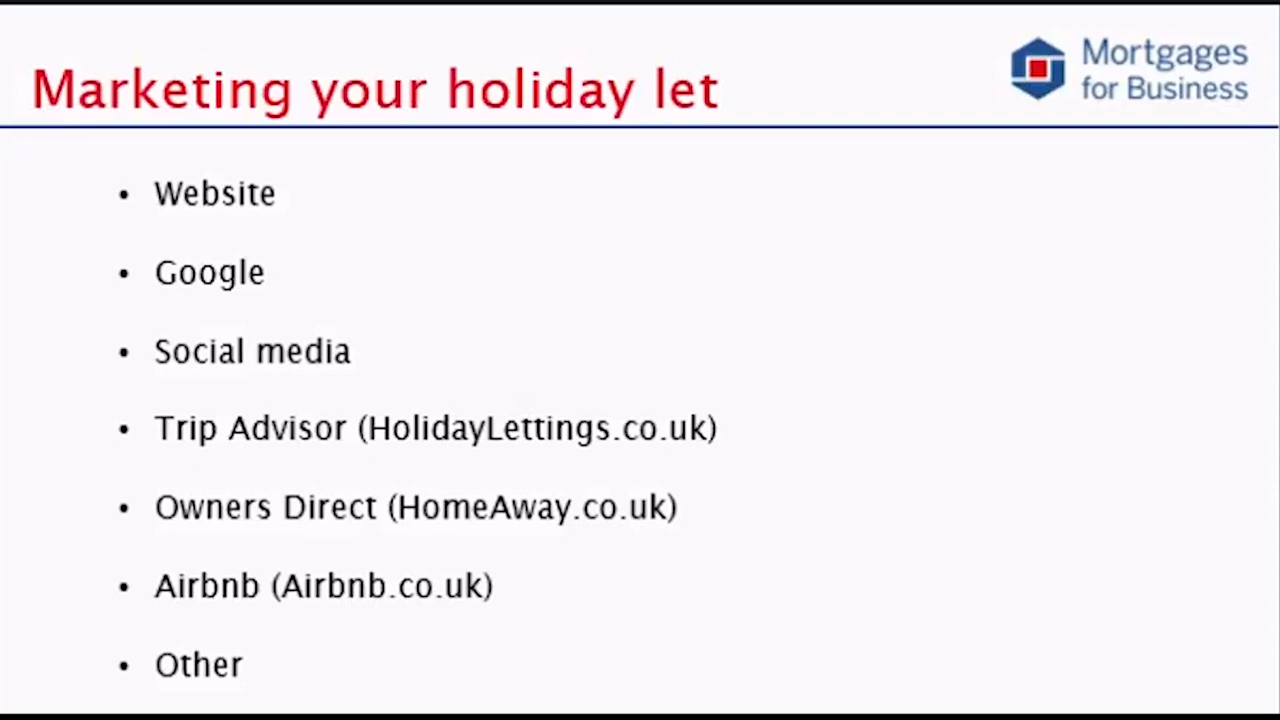 Marketing your holiday let
Mortgages
for Business
• Website
• Google
• Social media
• Trip Advisor (HolidayLettings.co.uk)
• Owners Direct (HomeAway.co.uk)
• Airbnb (Airbnb.co.uk)
• Other